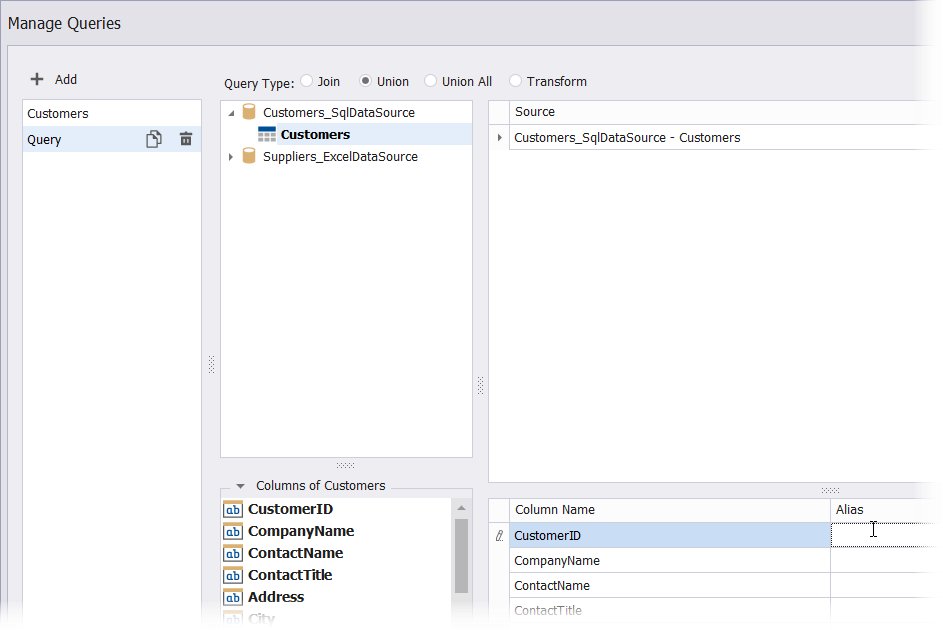 Manage Queries
Add
Customers
Query
Query Type: Join Union Union All Transform
Customers_SqlDataSource
Customers
Suppliers_ExcelDataSource
Source
Customers_SqlDataSource - Customers
Columns of Customers
ab CustomerID
ab CompanyName
ab ContactName
ab ContactTitle
ab Address
ab City
Column Name Alias
CustomerID
CompanyName
ContactName
ContactTitle